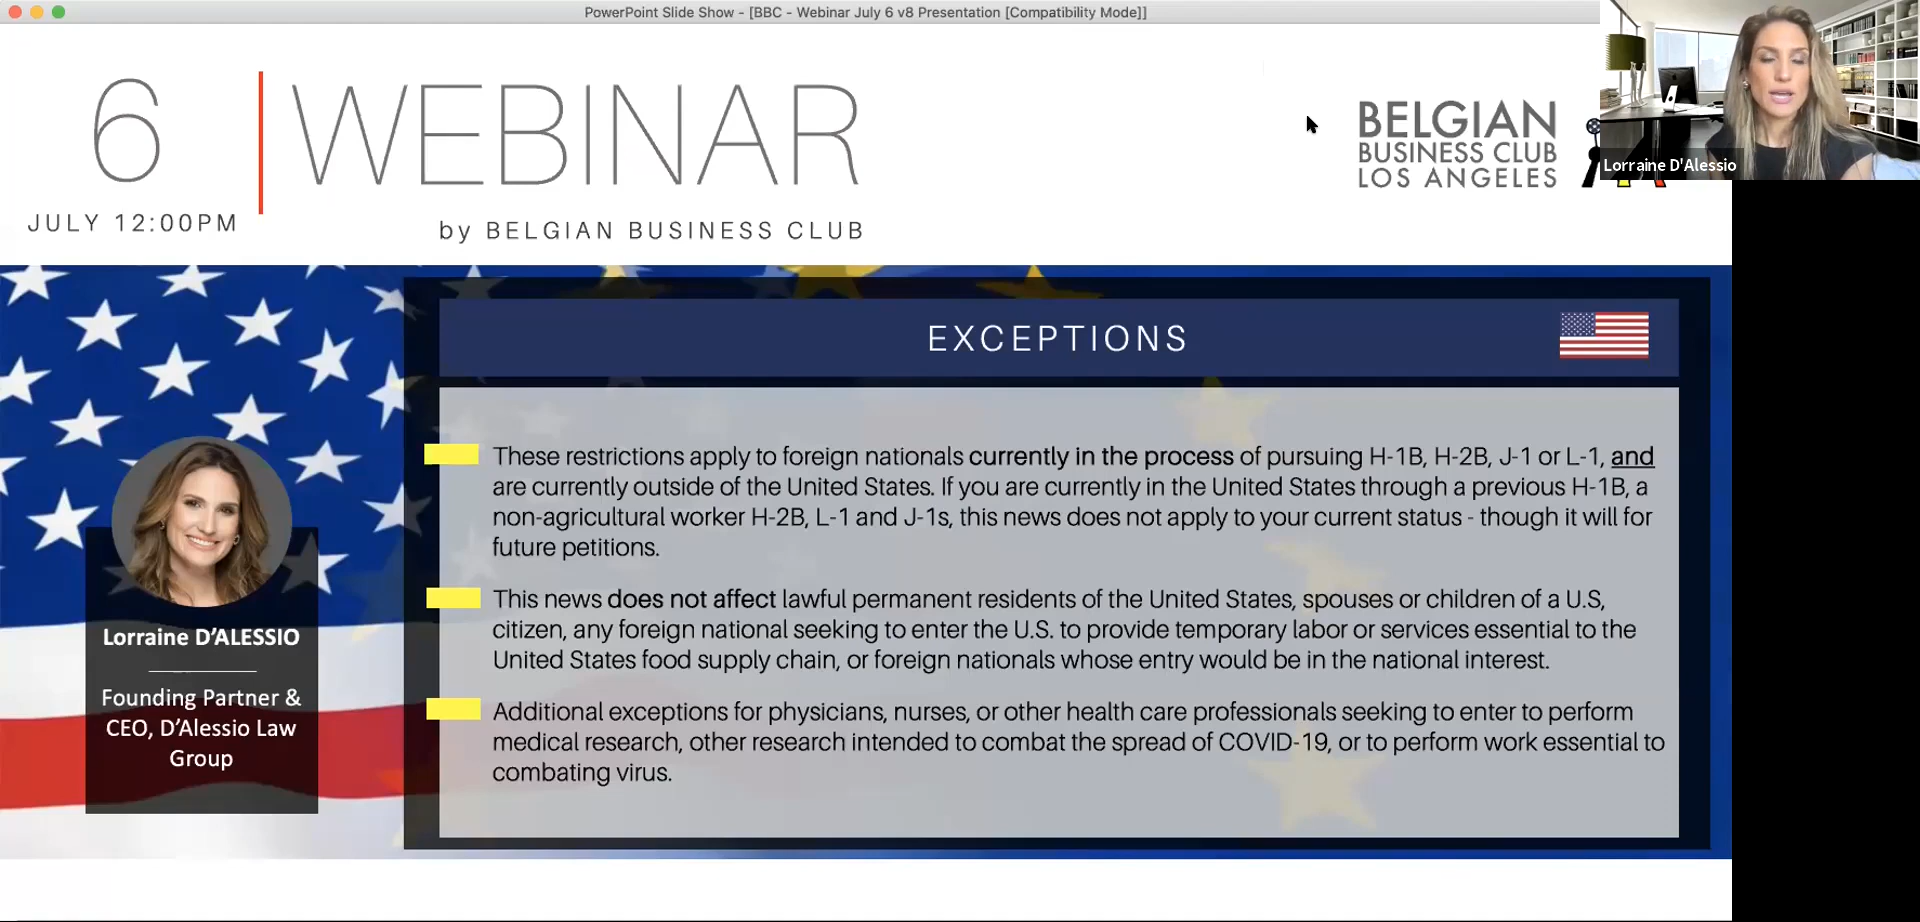 PowerPoint Slide Show - [BBC - Webinar July 6 v8 Presentation [Compatibility Mode]]
6
JULY 12:00PM
WEBINAR
by BELGIAN BUSINESS CLUB
BELGIAN
BUSINESS CLUB
LOS ANGELES
Lorraine D'Alessio
EXCEPTIONS
These restrictions apply to foreign nationals currently in the process of pursuing H-1B, H-2B, J-1 or L-1, and
are currently outside of the United States. If you are currently in the United States through a previous H-1B, a
non-agricultural worker H-2B, L-1 and J-1s, this news does not apply to your current status - though it will for
future petitions.
This news does not affect lawful permanent residents of the United States, spouses or children of a U.S,
citizen, any foreign national seeking to enter the U.S. to provide temporary labor or services essential to the
United States food supply chain, or foreign nationals whose entry would be in the national interest.
Additional exceptions for physicians, nurses, or other health care professionals seeking to enter to perform
medical research, other research intended to combat the spread of COVID-19, or to perform work essential to
combating virus.
Lorraine D’ALESSIO
Founding Partner &
CEO, D’Alessio Law
Group